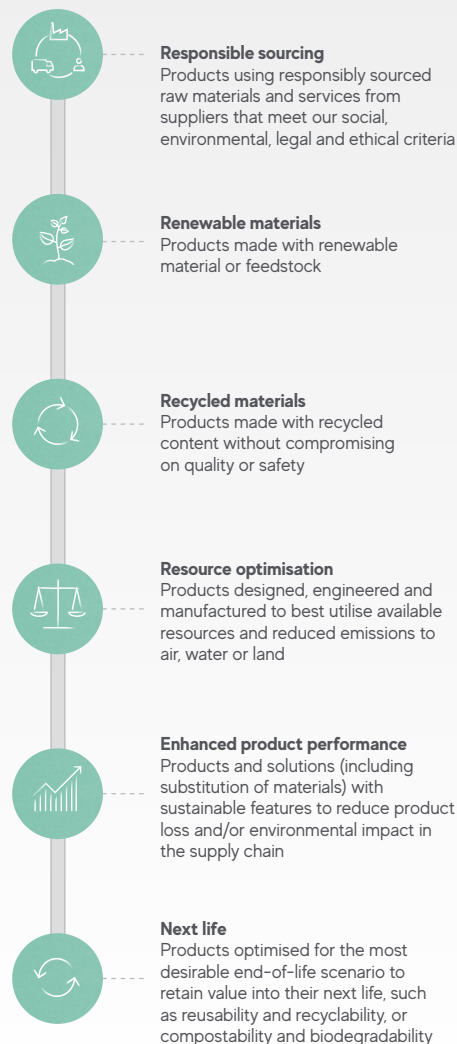 Responsible sourcing
Products using responsibly sourced
raw materials and services from
suppliers that meet our social,
environmental, legal and ethical criteria
Renewable materials
Products made with renewable
material or feedstock
Recycled materials
Products made with recycled
content without compromising
on quality or safety
Resource optimisation
Products designed, engineered and
manufactured to best utilise available
resources and reduced emissions to
air, water or land
Enhanced product performance
Products and solutions (including
substitution of materials) with
sustainable features to reduce product
loss and/or environmental impact in
the supply chain
Next life
Products optimised for the most
desirable end-of-life scenario to
retain value into their next life, such
as reusability and recyclability, or
compostability and biodegradability